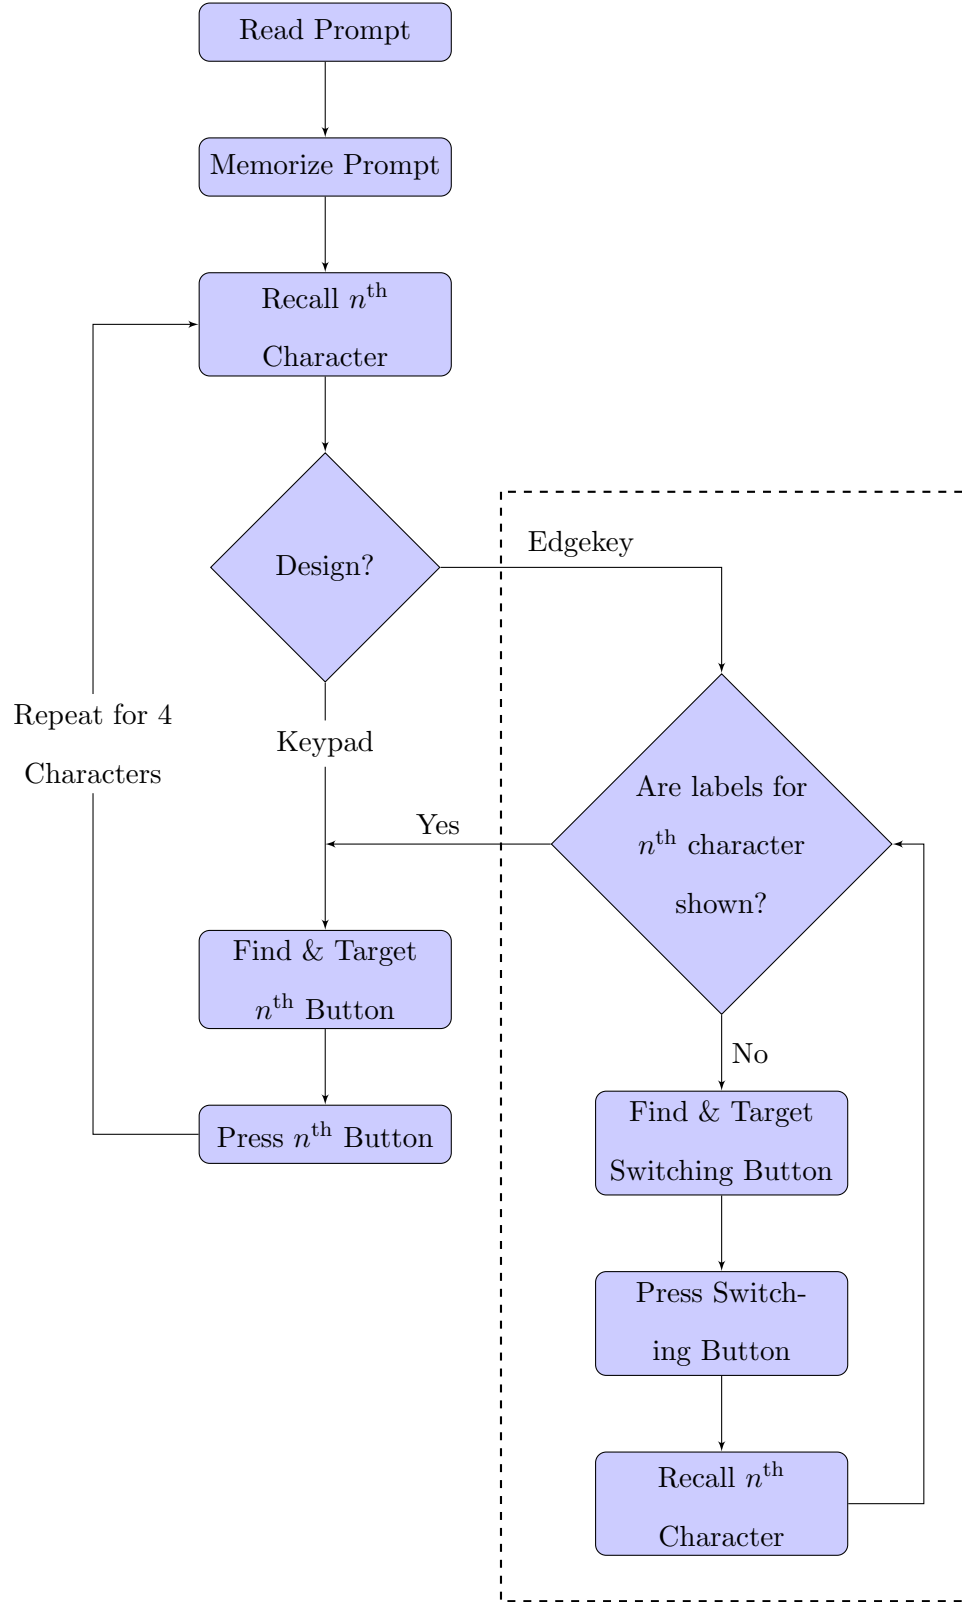 Read Prompt
Memorize Prompt
Recall nth
Character
Design?
Edgekey
Repeat for 4
Characters
Keypad
Yes
Are labels for
nth character
shown?
Find & Target
nth Button
No
Press nth Button
Find & Target
Switching Button
Press Switch-
ing Button
Recall nth
Character